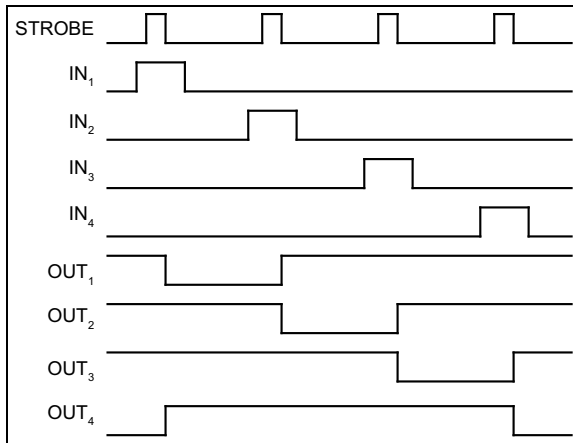 STROBE
IN₁
IN₂
IN₃
IN₄
OUT₁
OUT₂
OUT₃
OUT₄